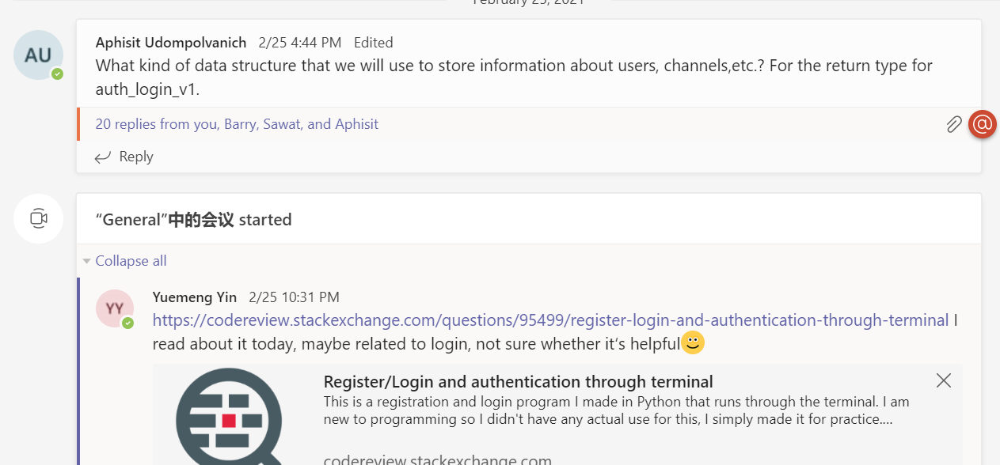 February 25, 2021
AU
Aphisit Udompolvanich 2/25 4:44 PM Edited
What kind of data structure that we will use to store information about users, channels,etc.? For the return type for
auth_login_v1.
20 replies from you, Barry, Sawat, and Aphisit
@
Reply
“General”中的会议 started
Collapse all
YY
Yuemeng Yin 2/25 10:31 PM
https://codereview.stackexchange.com/questions/95499/register-login-and-authentication-through-terminal I
read about it today, maybe related to login, not sure whether it‘s helpful🙂
Register/Login and authentication through terminal
This is a registration and login program I made in Python that runs through the terminal. I am
new to programming so I didn't have any actual use for this, I simply made it for practice....
codereview.stackexchange.com